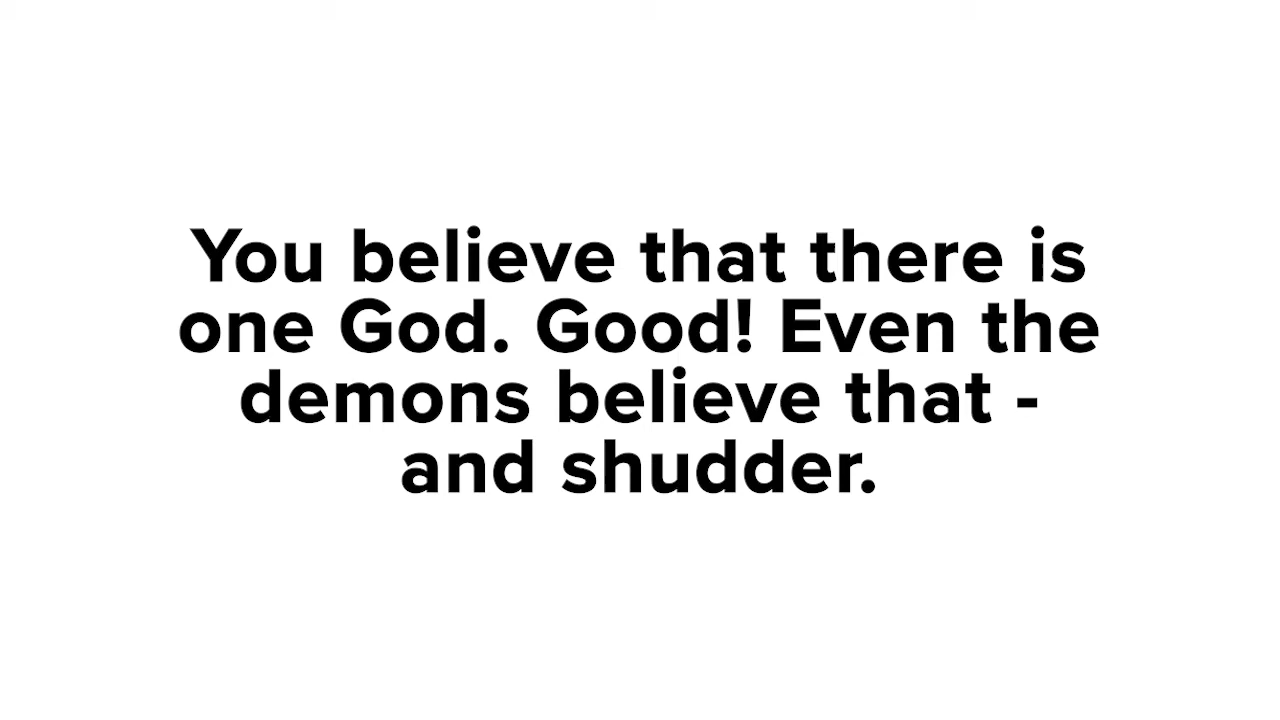 You believe that there is
one God. Good! Even the
demons believe that -
and shudder.